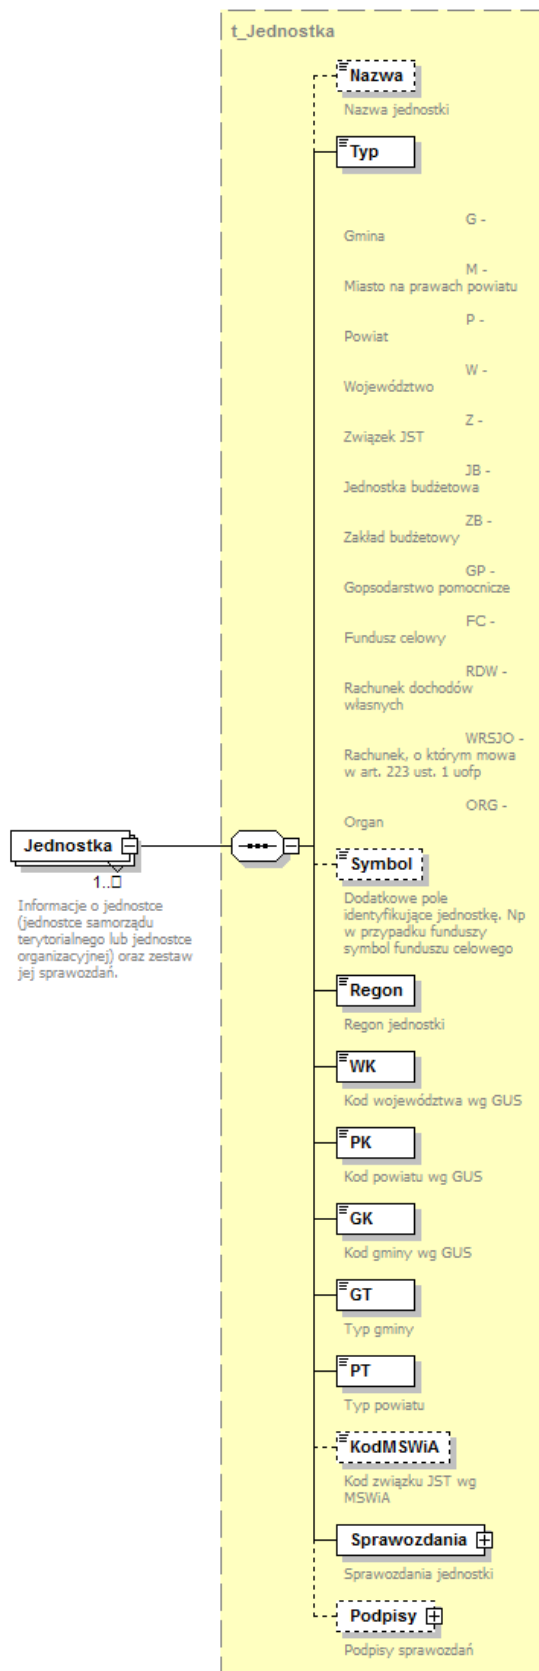 t_Jednostka
Nazwa
Nazwa jednostki
Typ
G -
Gmina
M -
Miasto na prawach powiatu
P -
Powiat
W -
Województwo
Z -
Związek JST
JB -
Jednostka budżetowa
ZB -
Zakład budżetowy
GP -
Gopsodarstwo pomocnicze
FC -
Fundusz celowy
RDW -
Rachunek dochodów
własnych
WRSJO -
Rachunek, o którym mowa
w art. 223 ust. 1 uofp
ORG -
Organ
Jednostka
1..□
Informacje o jednostce
(jednostce samorządu
terytorialnego lub jednostce
organizacyjnej) oraz zestaw
jej sprawozdań.
Symbol
Dodatkowe pole
identyfikujące jednostkę. Np
w przypadku funduszy
symbol funduszu celowego
Regon
Regon jednostki
WK
Kod województwa wg GUS
PK
Kod powiatu wg GUS
GK
Kod gminy wg GUS
GT
Typ gminy
PT
Typ powiatu
KodMSWiA
Kod związku JST wg
MSWiA
Sprawozdania
Sprawozdania jednostki
Podpisy
Podpisy sprawozdań